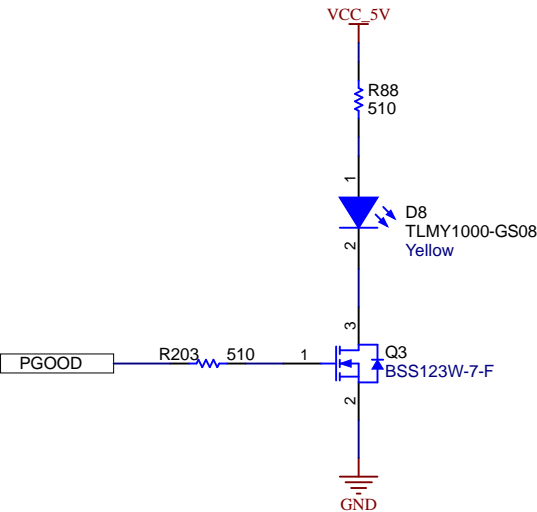 VCC_5V
R88
510
1
D8
TLMY1000-GS08
2
Yellow
3
R203 510 1 Q3
PGOOD
BSS123W-7-F
2
GND